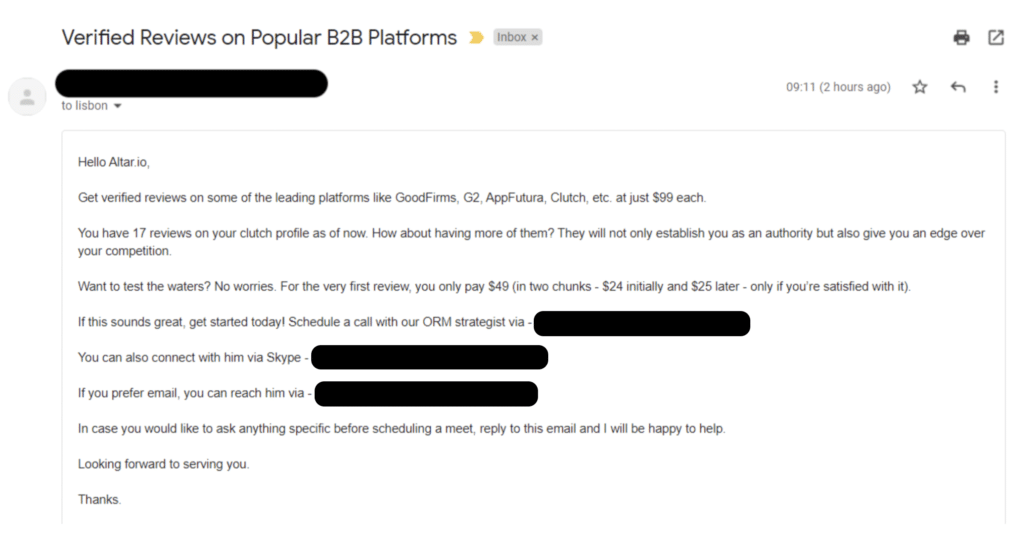 Verified Reviews on Popular B2B Platforms Inbox ×
09:11 (2 hours ago)
to lisbon
Hello Altar.io,
Get verified reviews on some of the leading platforms like GoodFirms, G2, AppFutura, Clutch, etc. at just $99 each.
You have 17 reviews on your clutch profile as of now. How about having more of them? They will not only establish you as an authority but also give you an edge over
your competition.
Want to test the waters? No worries. For the very first review, you only pay $49 (in two chunks - $24 initially and $25 later - only if you're satisfied with it).
If this sounds great, get started today! Schedule a call with our ORM strategist via -
You can also connect with him via Skype -
If you prefer email, you can reach him via -
In case you would like to ask anything specific before scheduling a meet, reply to this email and I will be happy to help.
Looking forward to serving you.
Thanks.